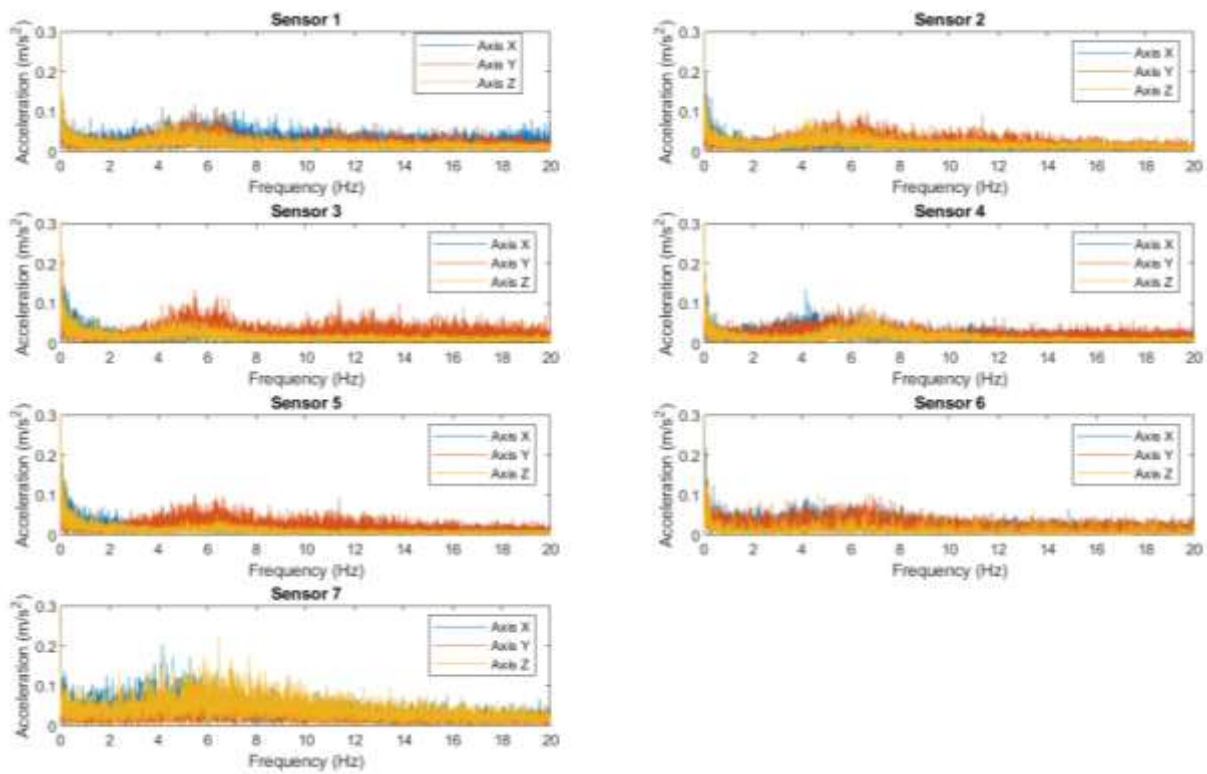 Sensor 1
Acceleration (m/s²)
0.3
0.2
0.1
0
Axis X
Axis Y
Axis Z
0 2 4 6 8 10 12 14 16 18 20
Frequency (Hz)
Sensor 2
Acceleration (m/s²)
0.3
0.2
0.1
0
Axis X
Axis Y
Axis Z
0 2 4 6 8 10 12 14 16 18 20
Frequency (Hz)
Sensor 3
Acceleration (m/s²)
0.3
0.2
0.1
0
Axis X
Axis Y
Axis Z
0 2 4 6 8 10 12 14 16 18 20
Frequency (Hz)
Sensor 4
Acceleration (m/s²)
0.3
0.2
0.1
0
Axis X
Axis Y
Axis Z
0 2 4 6 8 10 12 14 16 18 20
Frequency (Hz)
Sensor 5
Acceleration (m/s²)
0.3
0.2
0.1
0
Axis X
Axis Y
Axis Z
0 2 4 6 8 10 12 14 16 18 20
Frequency (Hz)
Sensor 6
Acceleration (m/s²)
0.3
0.2
0.1
0
Axis X
Axis Y
Axis Z
0 2 4 6 8 10 12 14 16 18 20
Frequency (Hz)
Sensor 7
Acceleration (m/s²)
0.3
0.2
0.1
0
Axis X
Axis Y
Axis Z
0 2 4 6 8 10 12 14 16 18 20
Frequency (Hz)